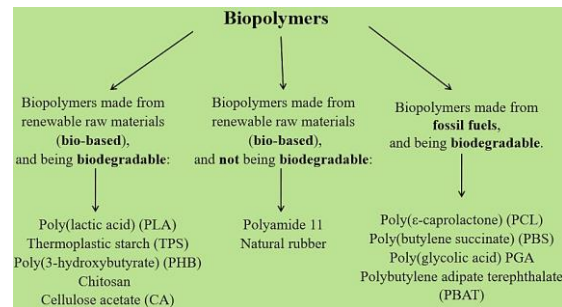 Biopolymers
Biopolymers made from
renewable raw materials
(bio-based),
and being biodegradable:
Poly(lactic acid) (PLA)
Thermoplastic starch (TPS)
Poly(3-hydroxybutyrate) (PHB)
Chitosan
Cellulose acetate (CA)
Biopolymers made from
renewable raw materials
(bio-based),
and not being biodegradable:
Polyamide 11
Natural rubber
Biopolymers made from
fossil fuels,
and being biodegradable.
Poly(ε-caprolactone) (PCL)
Poly(butylene succinate) (PBS)
Poly(glycolic acid) PGA
Polybutylene adipate terephthalate
(PBAT)